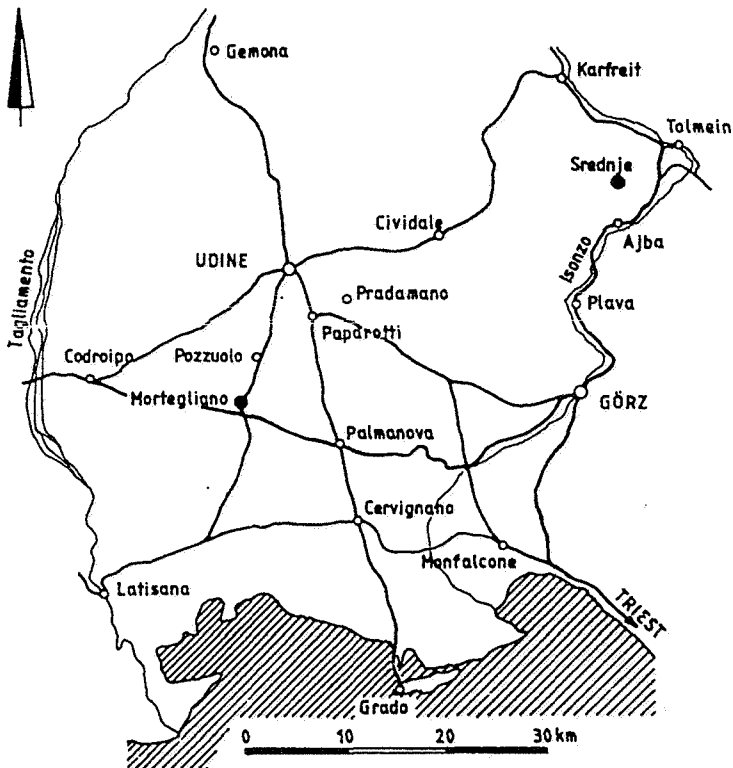 Gemona
Karfreit
Tolmein
Srednje
Cividale
Ajba
UDINE
Isonzo
Tagliamento
Pradamano
Plava
Paparotti
Codroipo
Pozzuolo
Mortegliano
GÖRZ
Palmanova
Cervignano
Monfalcone
Latisana
TRIEST
Grado
0 10 20 30 km